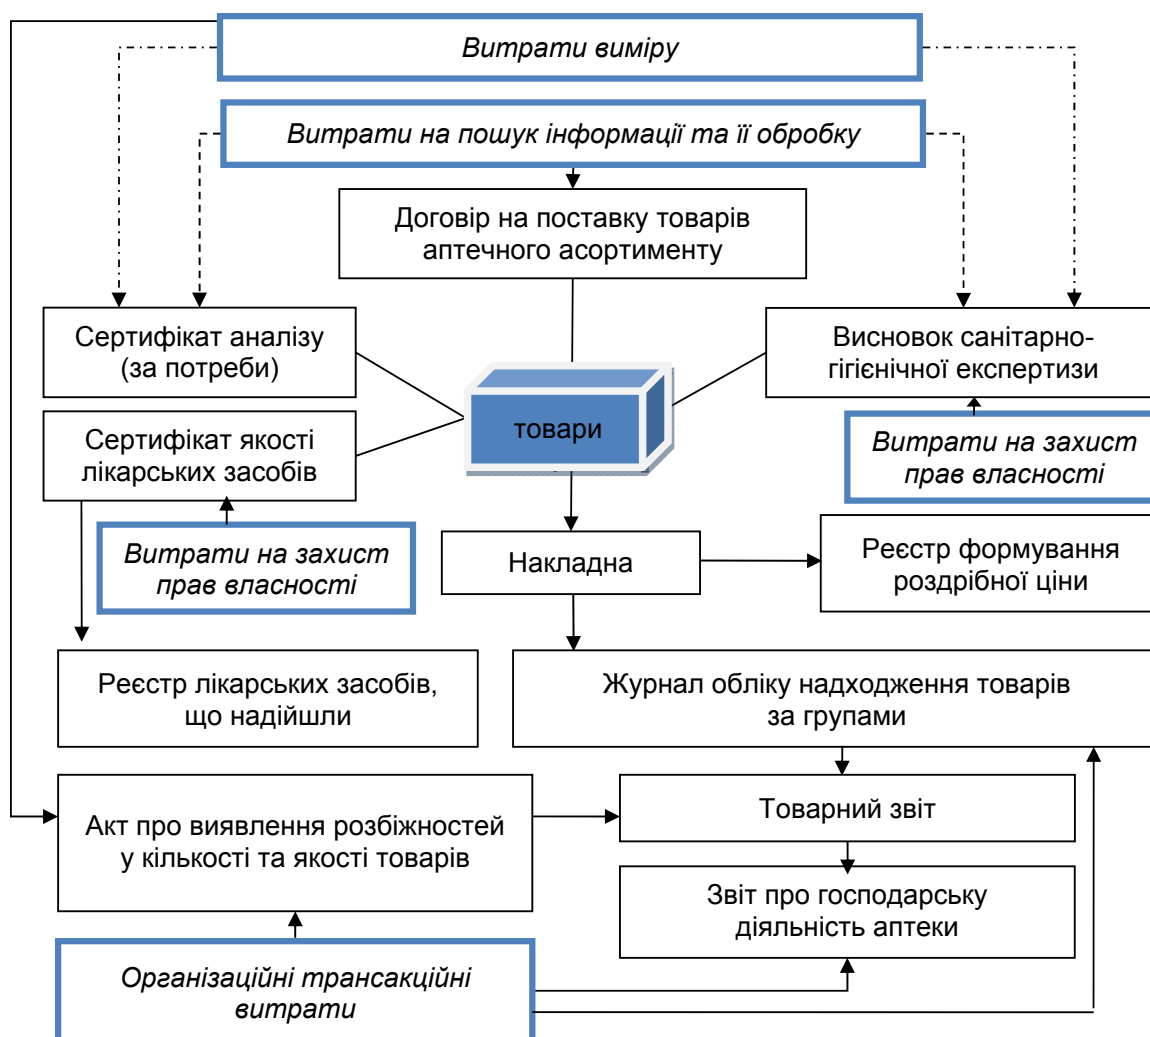 Витрати виміру
Витрати на пошук інформації та її обробку
Договір на поставку товарів
аптечного асортименту
Сертифікат аналізу
(за потреби)
Висновок санітарно-
гігієнічної експертизи
товари
Сертифікат якості
лікарських засобів
Витрати на захист
прав власності
Витрати на захист
прав власності
Накладна
Реєстр формування
роздрібної ціни
Реєстр лікарських засобів,
що надійшли
Журнал обліку надходження товарів
за групами
Акт про виявлення розбіжностей
у кількості та якості товарів
Товарний звіт
Звіт про господарську
діяльність аптеки
Організаційні трансакційні
витрати